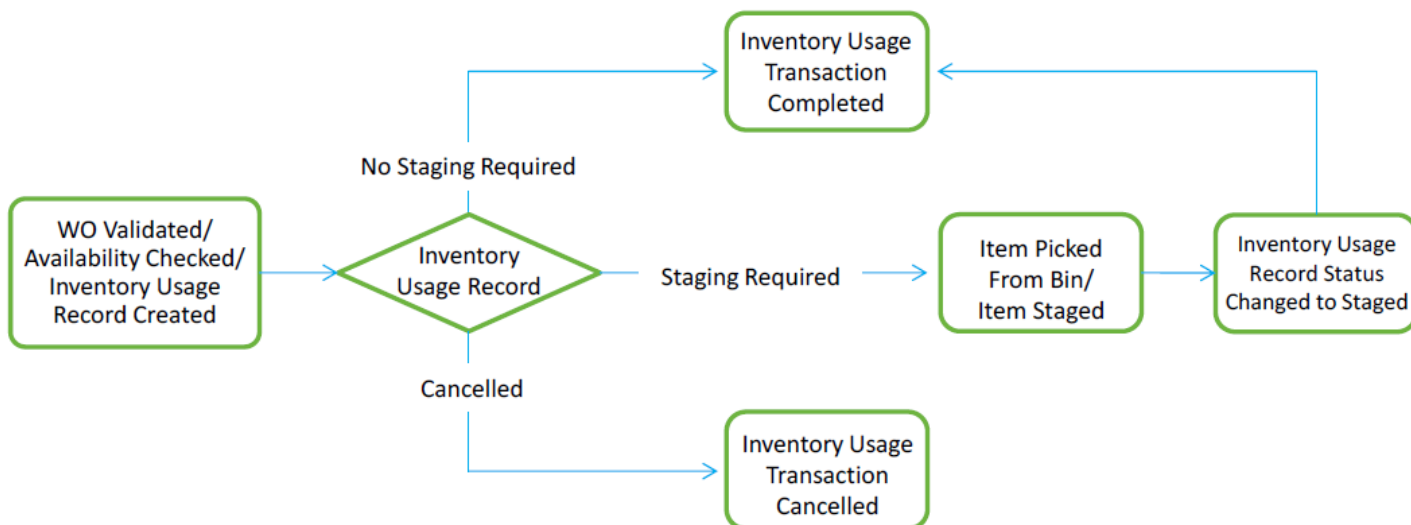 Inventory Usage
Transaction
Completed
No Staging Required
WO Validated/
Availability Checked/
Inventory Usage
Record Created
Inventory
Usage Record
Staging Required
Item Picked
From Bin/
Item Staged
Inventory Usage
Record Status
Changed to Staged
Cancelled
Inventory Usage
Transaction
Cancelled